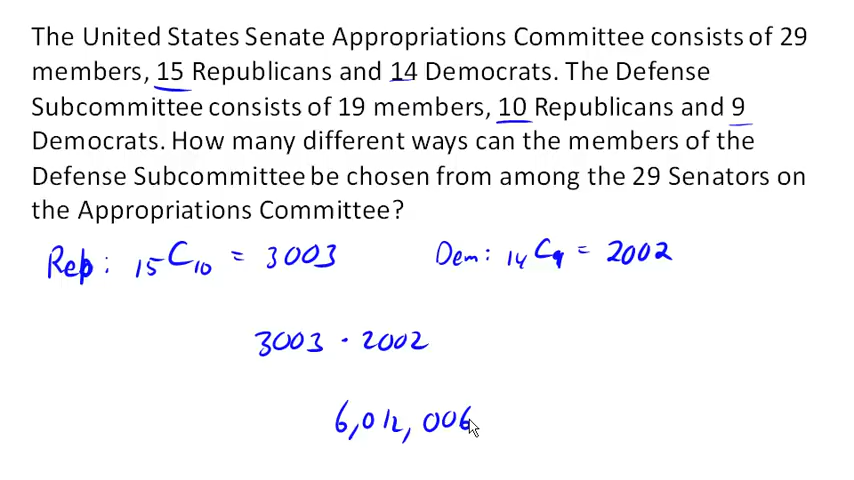 The United States Senate Appropriations Committee consists of 29
members, 15 Republicans and 14 Democrats. The Defense
Subcommittee consists of 19 members, 10 Republicans and 9
Democrats. How many different ways can the members of the
Defense Subcommittee be chosen from among the 29 Senators on
the Appropriations Committee?
Rep: ₁₅C₁₀ = 3003 Dem: ₁₄C₉ = 2002
3003 · 2002
6,012,006